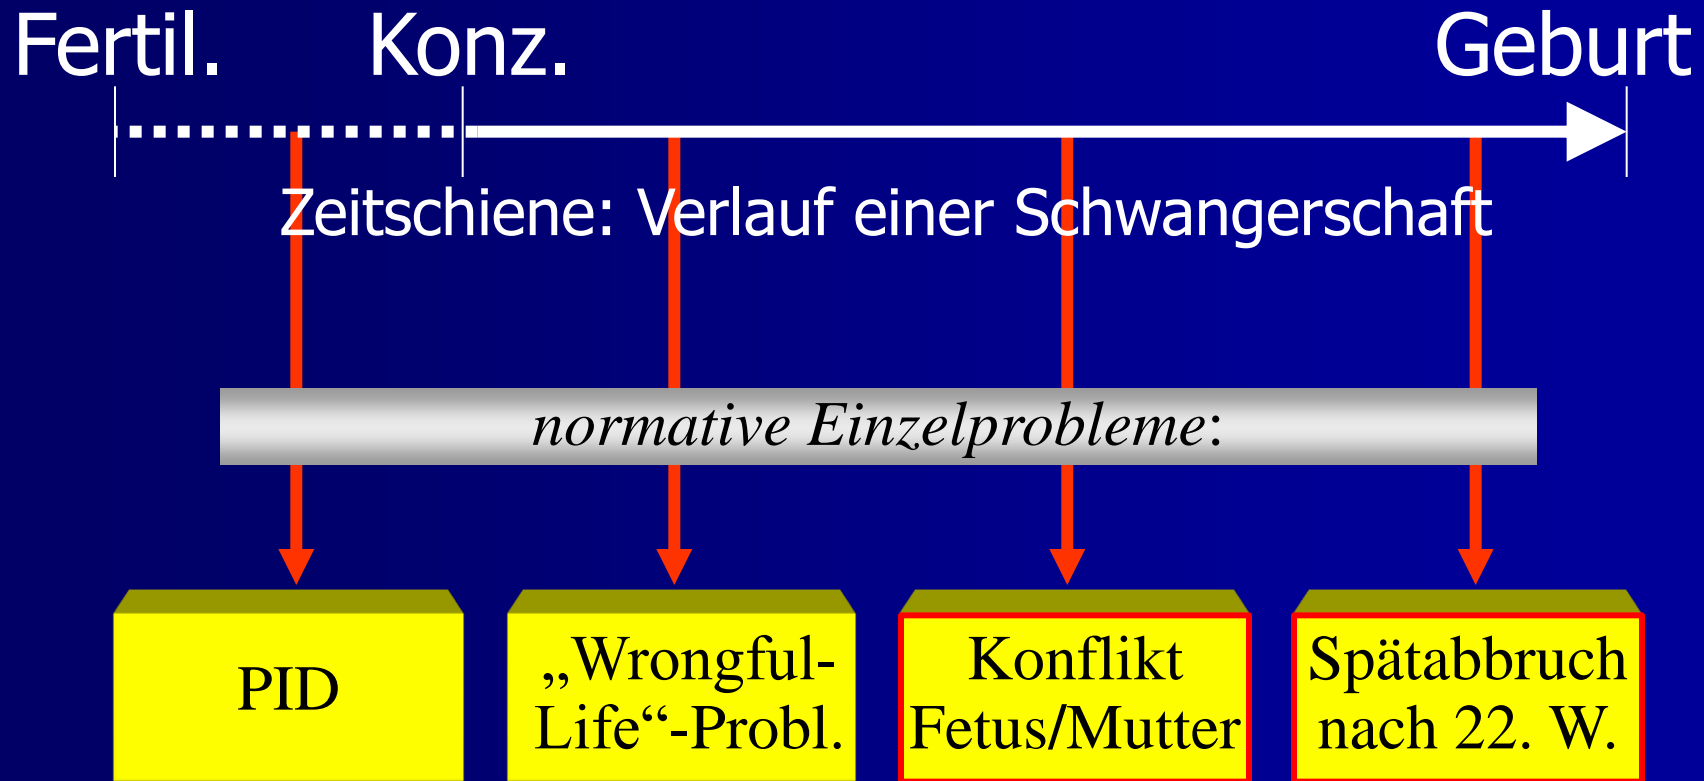 Fertil. Konz. Geburt
Zeitschiene: Verlauf einer Schwangerschaft
normative Einzelprobleme:
PID
„Wrongful-
Life“-Probl.
Konflikt
Fetus/Mutter
Spätabbruch
nach 22. W.